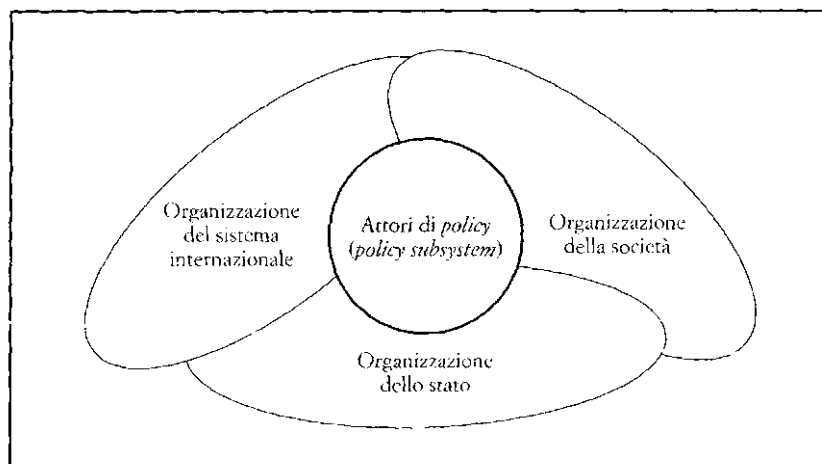 Organizzazione
del sistema
internazionale
Attori di policy
(policy subsystem)
Organizzazione
della società
Organizzazione
dello stato